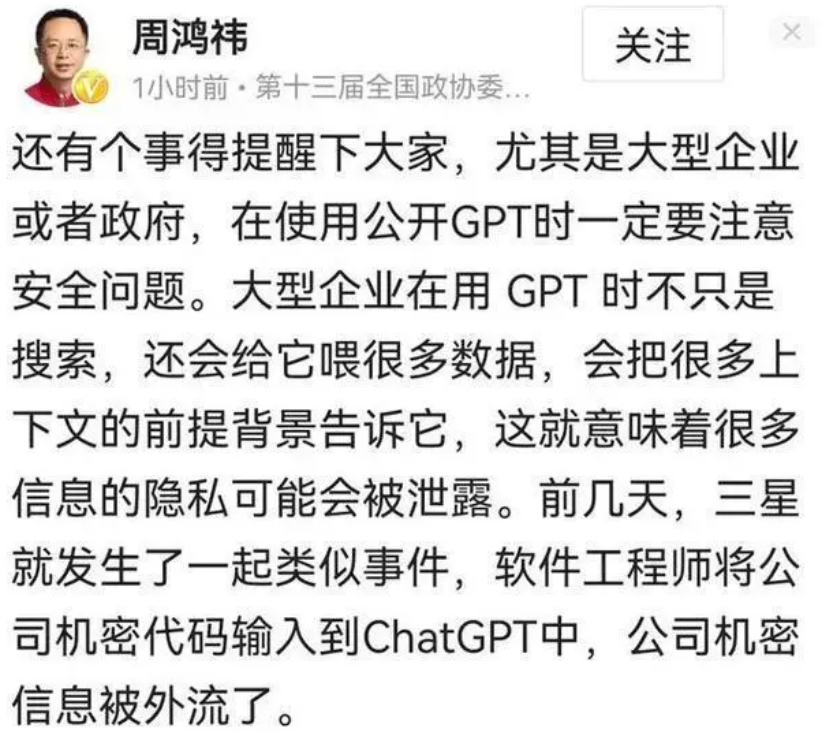 周鸿祎
关注
1小时前·第十三届全国政协委...
还有个事得提醒下大家，尤其是大型企业
或者政府，在使用公开GPT时一定要注意
安全问题。大型企业在用 GPT 时不只是
搜索，还会给它喂很多数据，会把很多上
下文的前提背景告诉它，这就意味着很多
信息的隐私可能会被泄露。前几天，三星
就发生了一起类似事件，软件工程师将公
司机密代码输入到ChatGPT中，公司机密
信息被外流了。